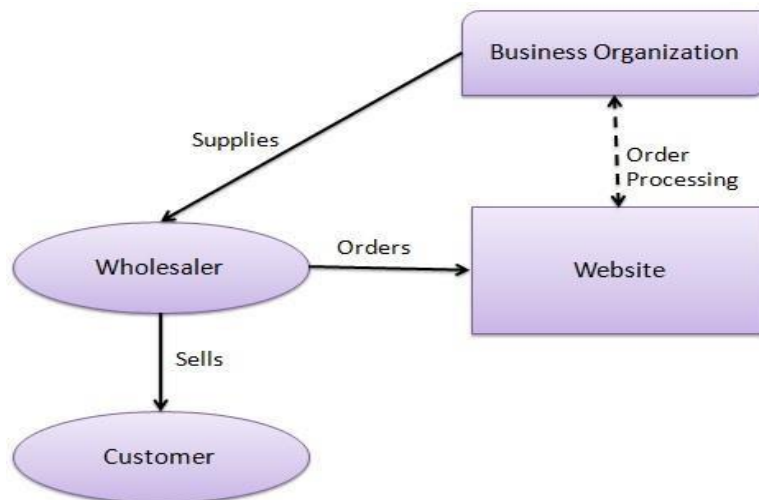 Business Organization
Supplies
Order
Processing
Wholesaler
Orders
Website
Sells
Customer